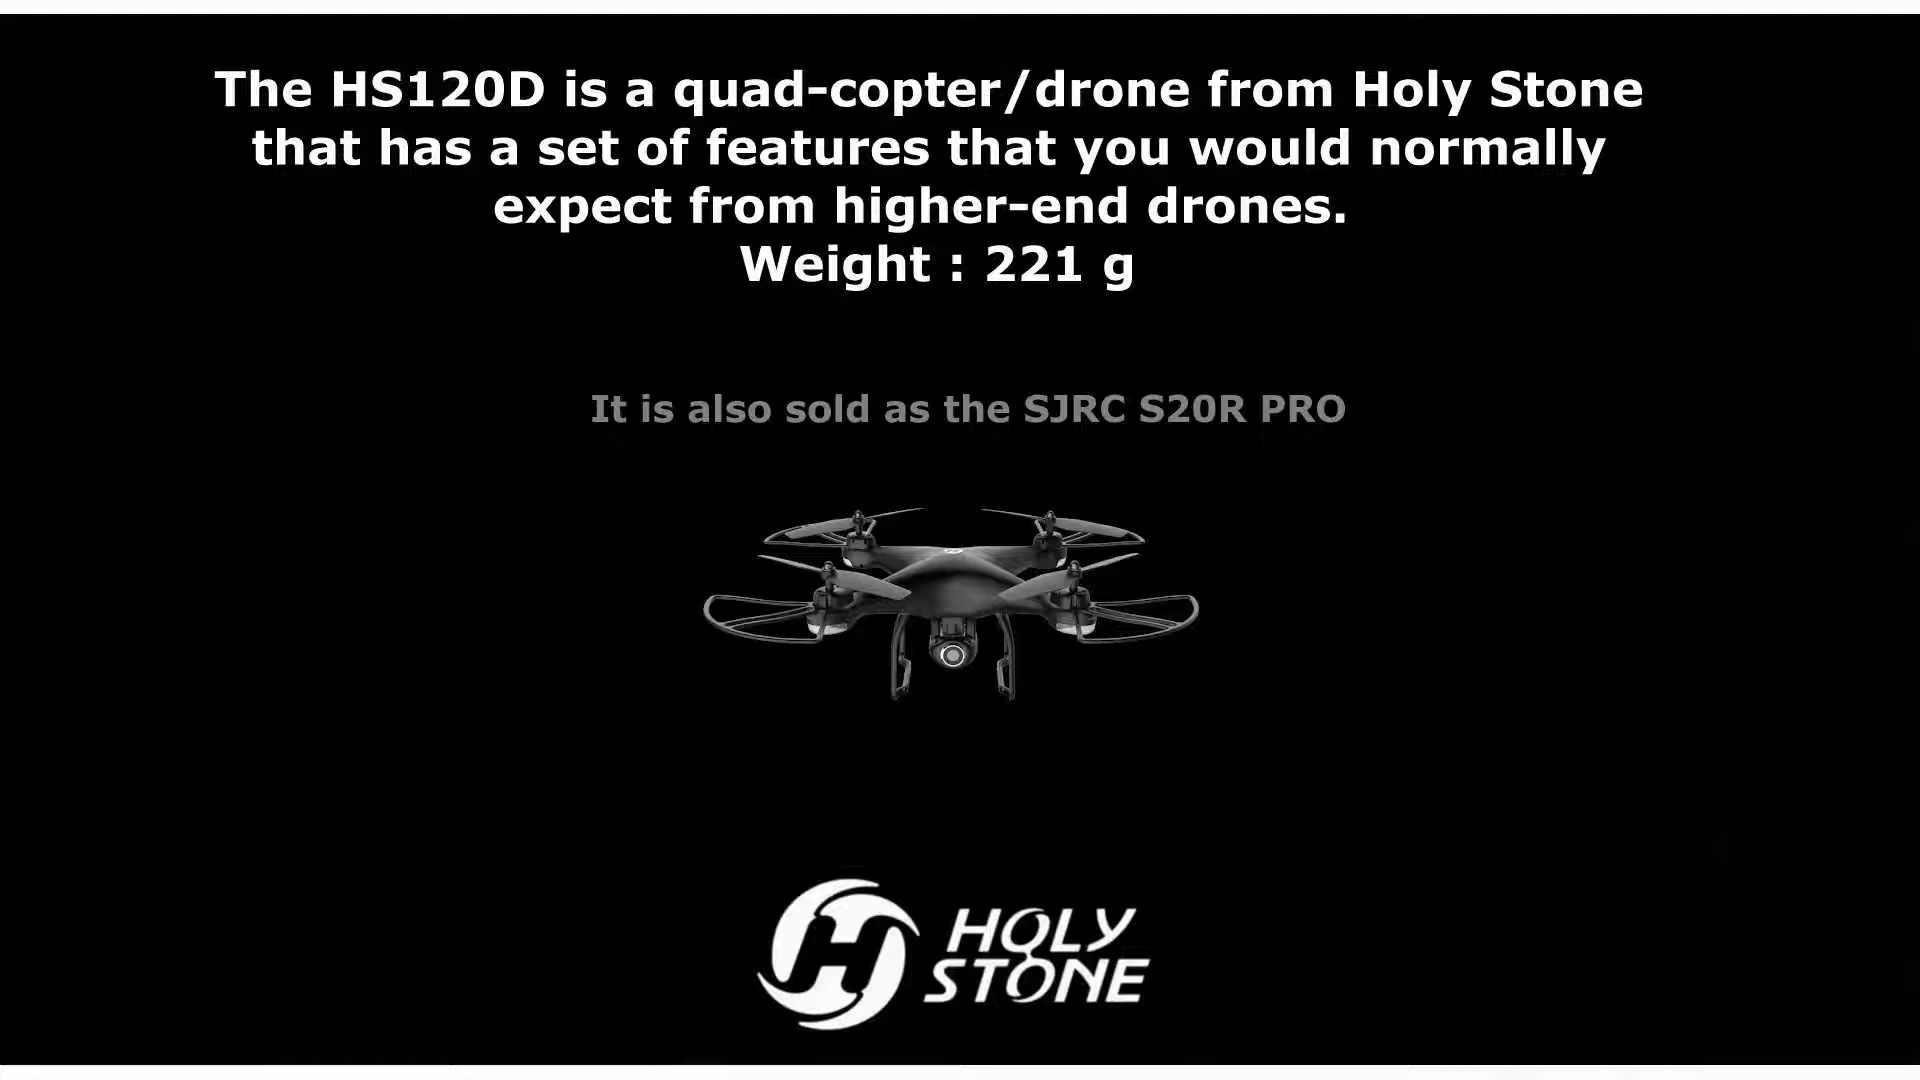 The HS120D is a quad-copter/drone from Holy Stone
that has a set of features that you would normally
expect from higher-end drones.
Weight : 221 g
It is also sold as the SJRC S20R PRO
HOLY
STONE